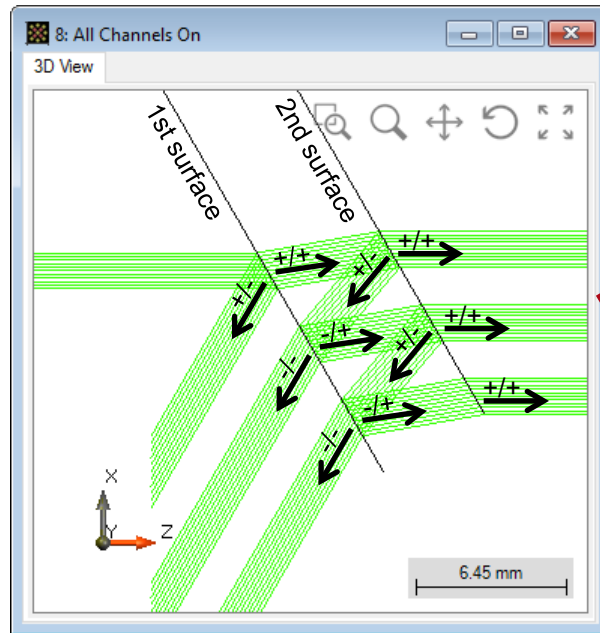 8: All Channels On
3D View
1st surface
2nd surface
+/+
+/+
+/-
+/-
-/+
+/+
-/-
+/-
-/+
+/+
-/-
X
Y
Z
6.45 mm